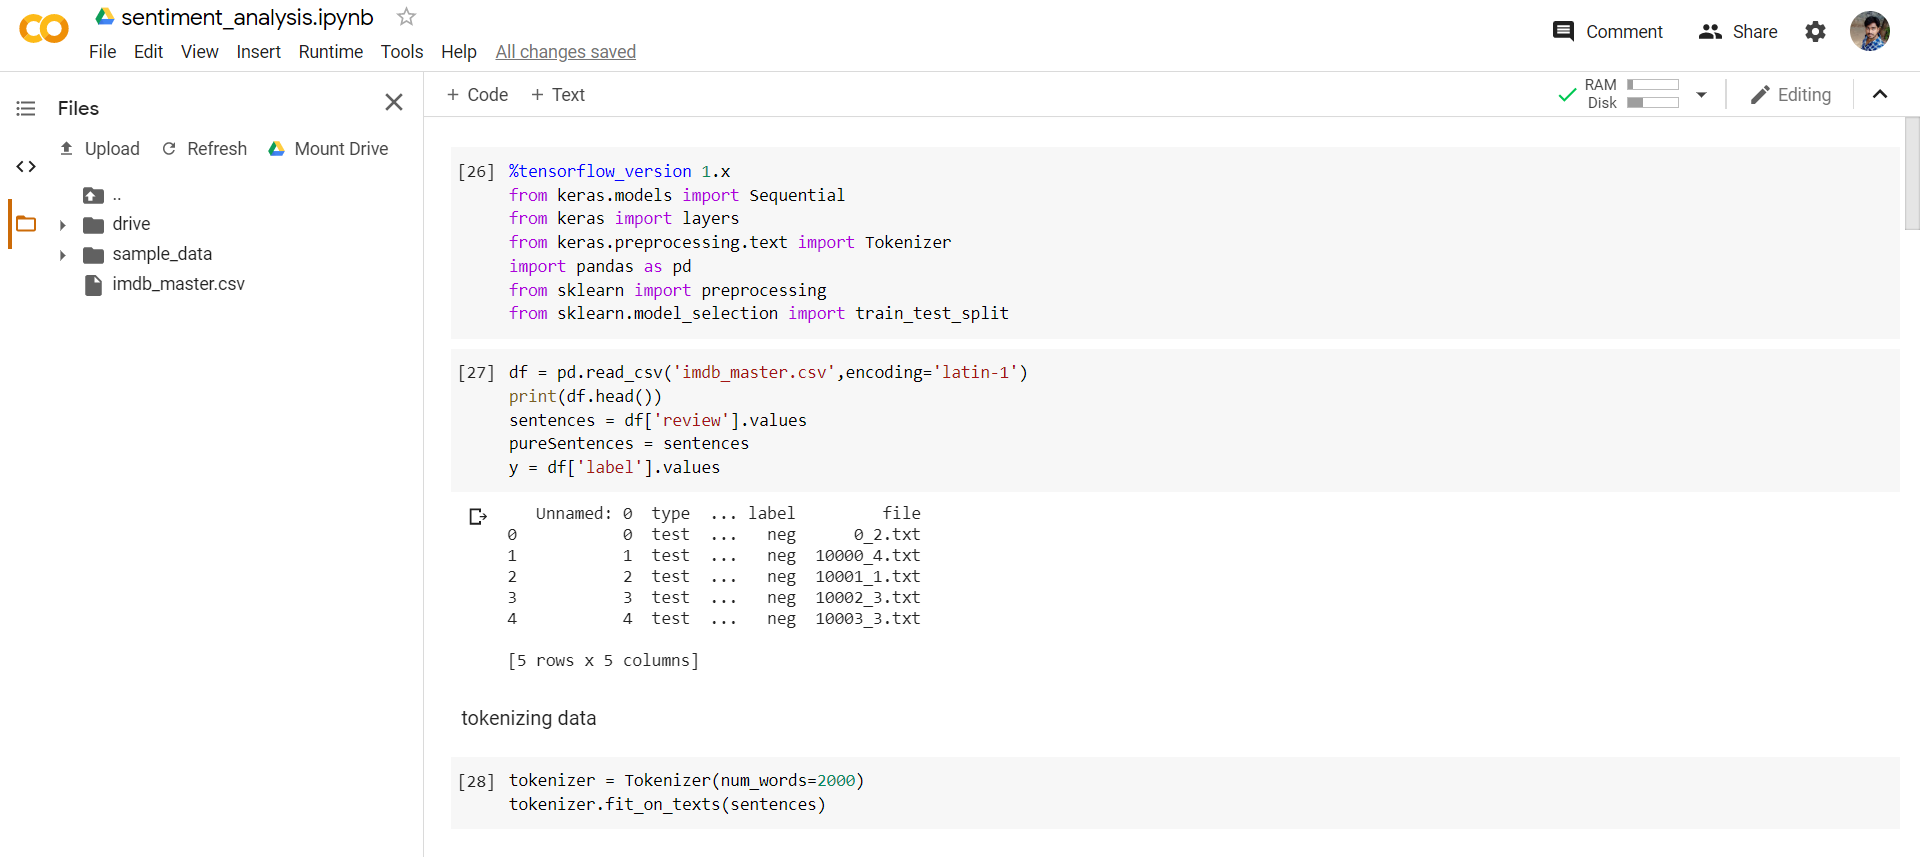 sentiment_analysis.ipynb
File Edit View Insert Runtime Tools Help All changes saved
Comment Share
Files
Upload Refresh Mount Drive
..
drive
sample_data
imdb_master.csv
+ Code + Text
RAM
Disk
Editing
[26] %tensorflow_version 1.x
from keras.models import Sequential
from keras import layers
from keras.preprocessing.text import Tokenizer
import pandas as pd
from sklearn import preprocessing
from sklearn.model_selection import train_test_split
[27] df = pd.read_csv('imdb_master.csv',encoding='latin-1')
print(df.head())
sentences = df['review'].values
pureSentences = sentences
y = df['label'].values
Unnamed: 0 type ... label file
0 0 test ... neg 0_2.txt
1 1 test ... neg 10000_4.txt
2 2 test ... neg 10001_1.txt
3 3 test ... neg 10002_3.txt
4 4 test ... neg 10003_3.txt
[5 rows x 5 columns]
tokenizing data
[28] tokenizer = Tokenizer(num_words=2000)
tokenizer.fit_on_texts(sentences)